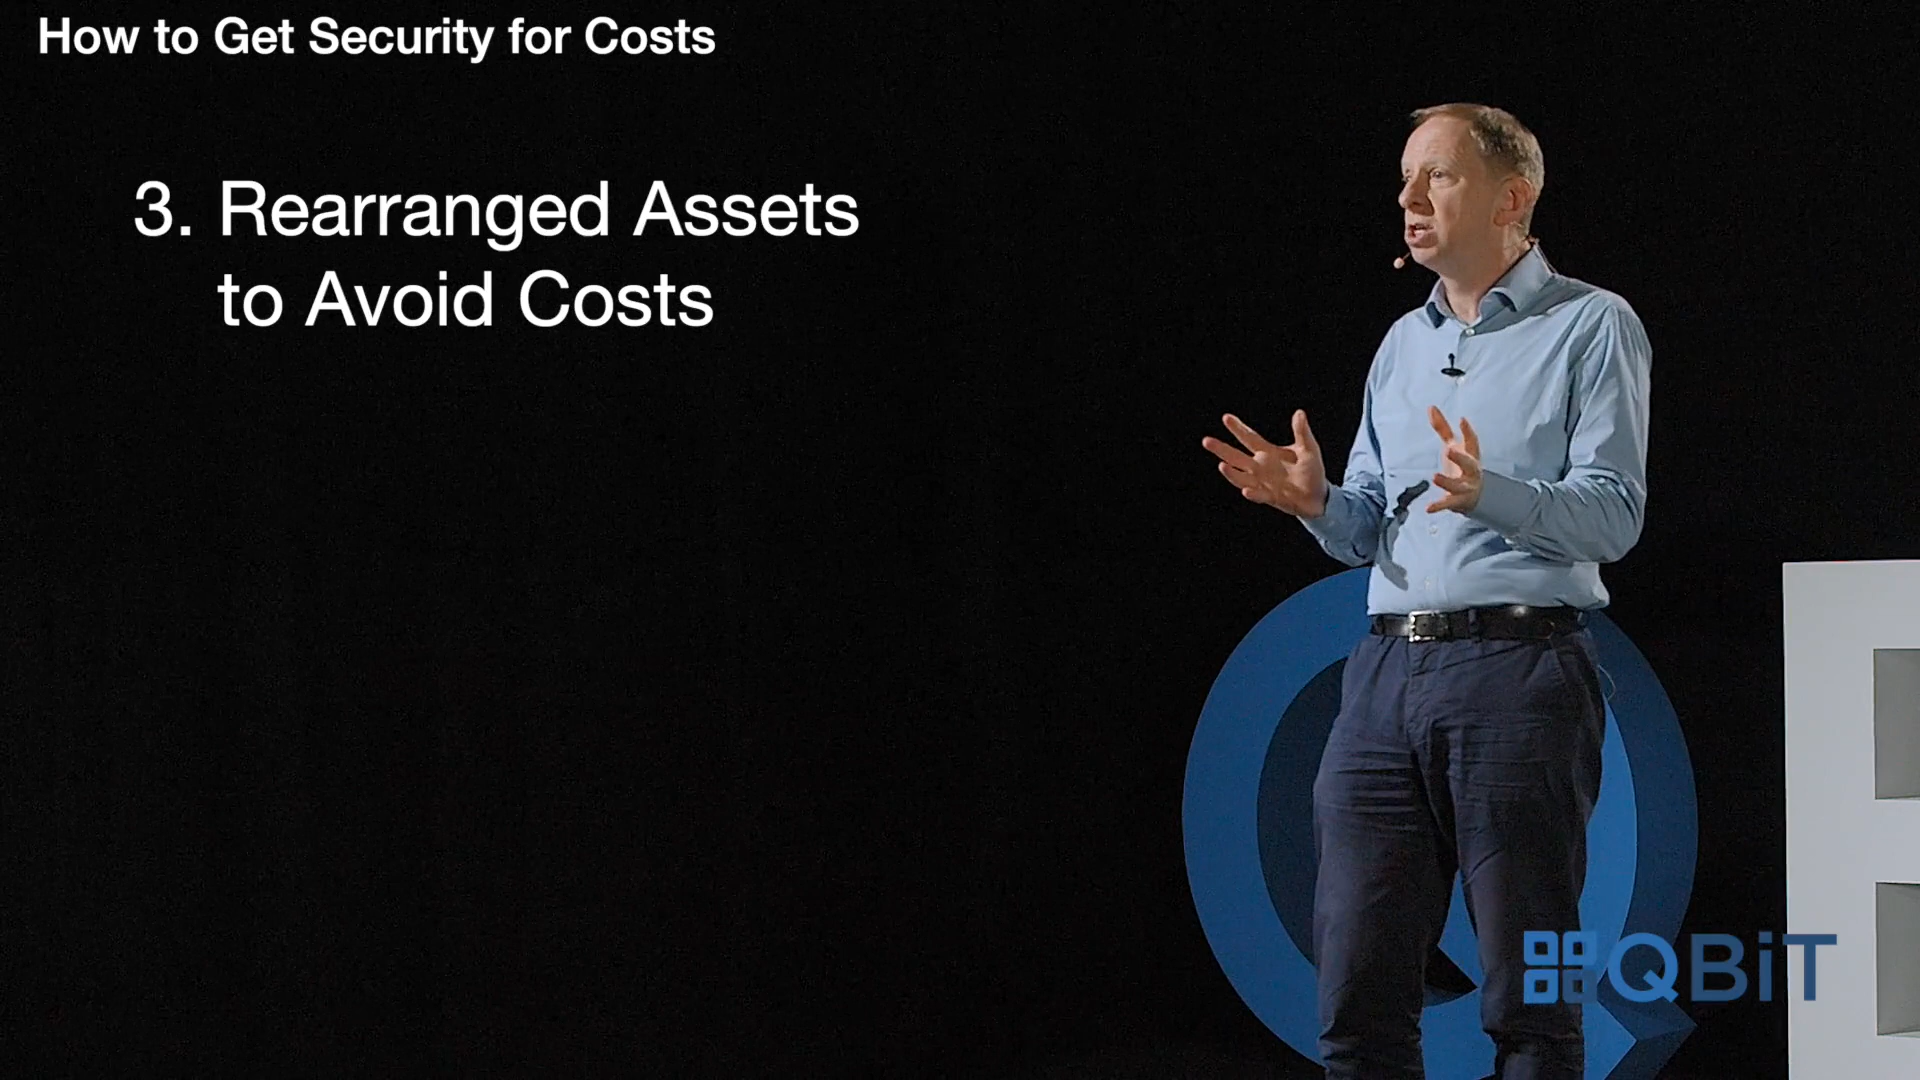 How to Get Security for Costs
3. Rearranged Assets
to Avoid Costs
QBiT